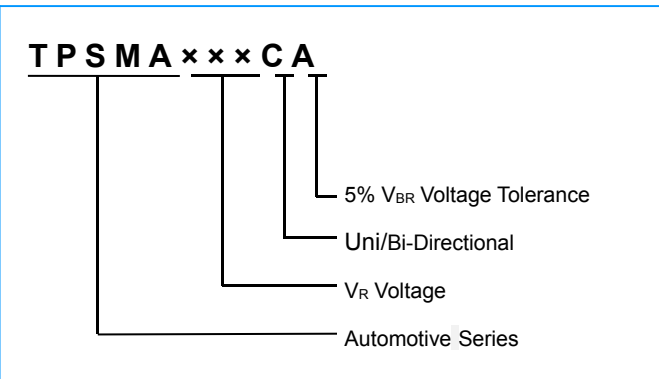 TPSMA×××CA
5% VBR Voltage Tolerance
Uni/Bi-Directional
VR Voltage
Automotive Series